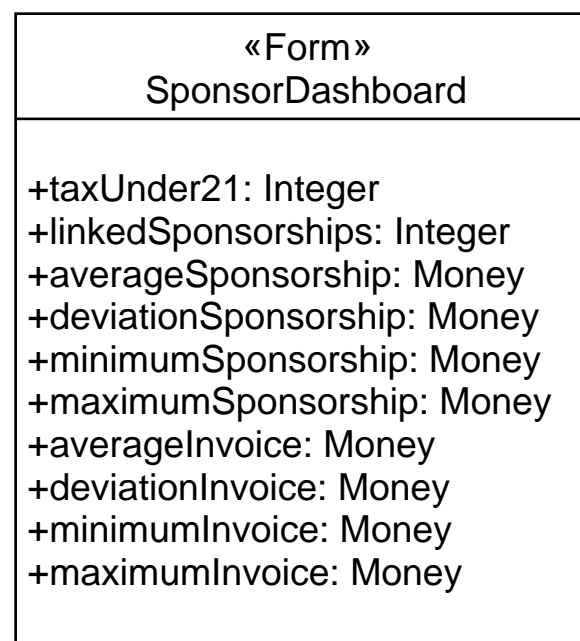 «Form»
SponsorDashboard
+taxUnder21: Integer
+linkedSponsorships: Integer
+averageSponsorship: Money
+deviationSponsorship: Money
+minimumSponsorship: Money
+maximumSponsorship: Money
+averageInvoice: Money
+deviationInvoice: Money
+minimumInvoice: Money
+maximumInvoice: Money